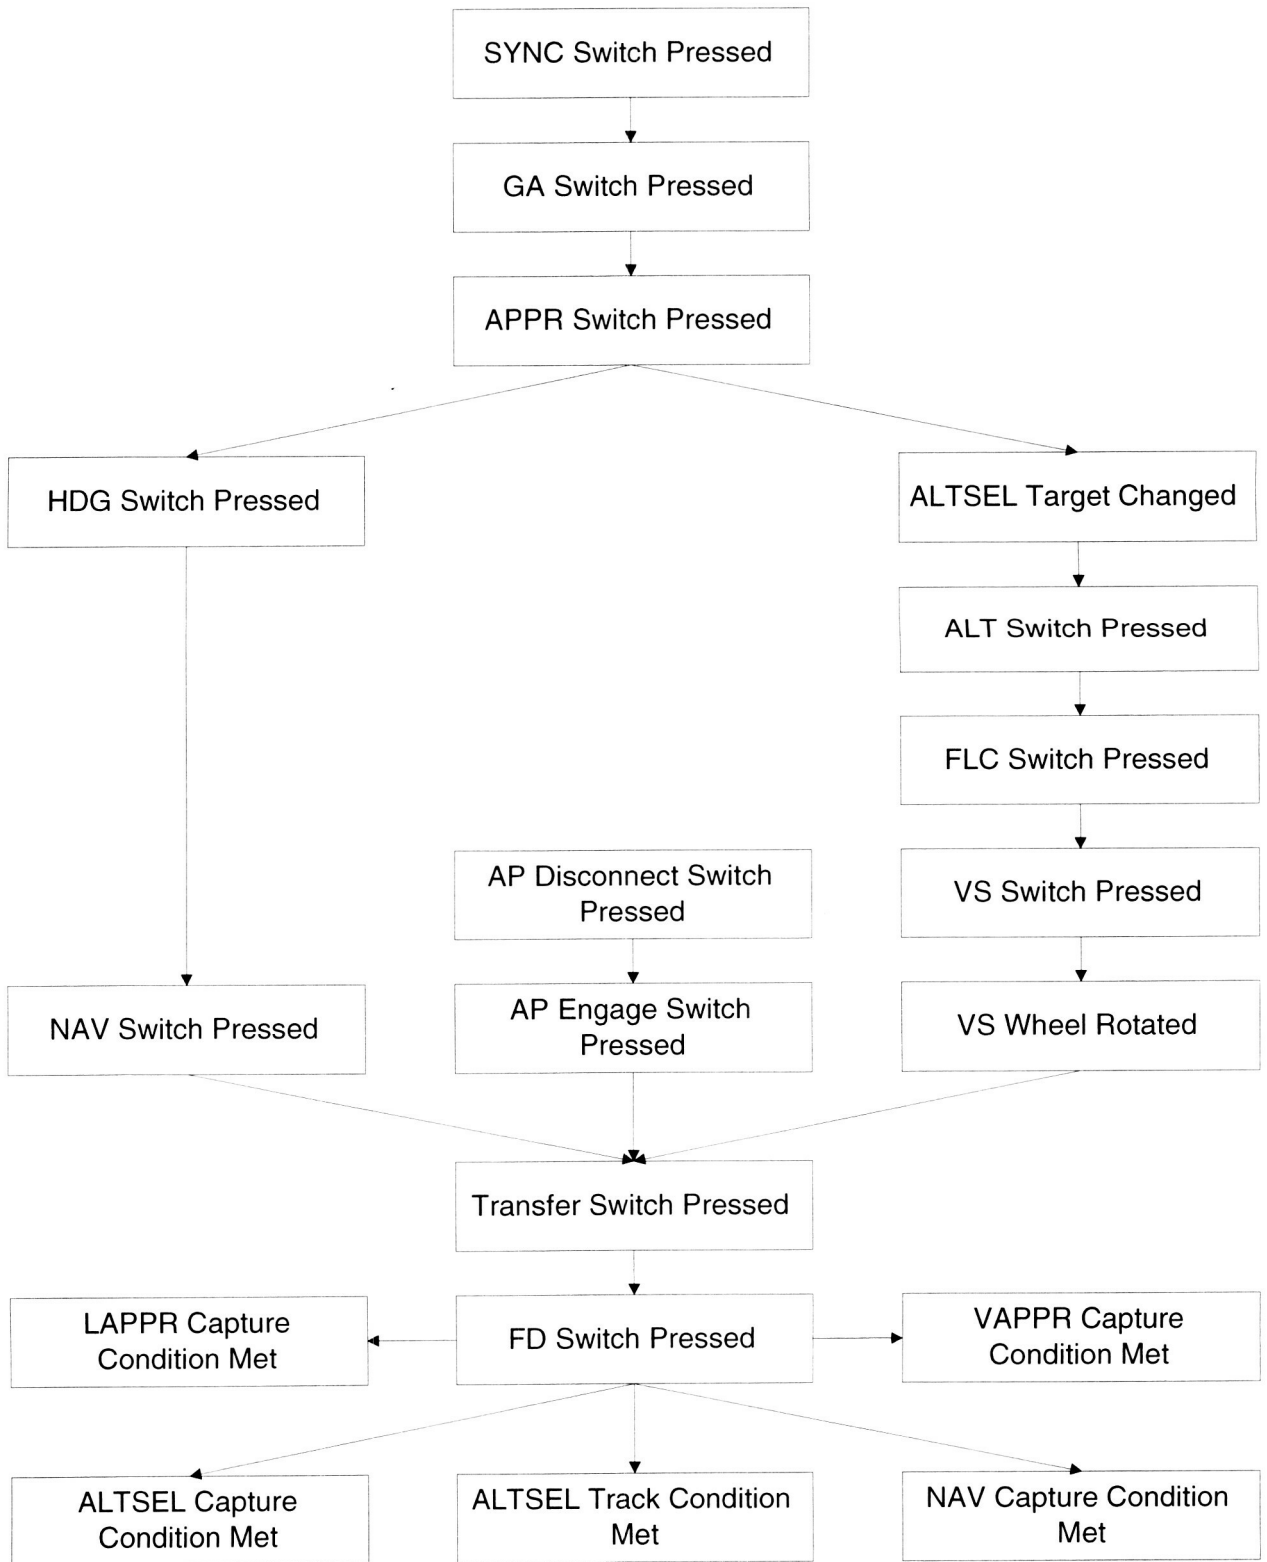 SYNC Switch Pressed
GA Switch Pressed
APPR Switch Pressed
HDG Switch Pressed
ALTSEL Target Changed
ALT Switch Pressed
FLC Switch Pressed
AP Disconnect Switch
Pressed
VS Switch Pressed
NAV Switch Pressed
AP Engage Switch
Pressed
VS Wheel Rotated
Transfer Switch Pressed
LAPPR Capture
Condition Met
FD Switch Pressed
VAPPR Capture
Condition Met
ALTSEL Capture
Condition Met
ALTSEL Track Condition
Met
NAV Capture Condition
Met